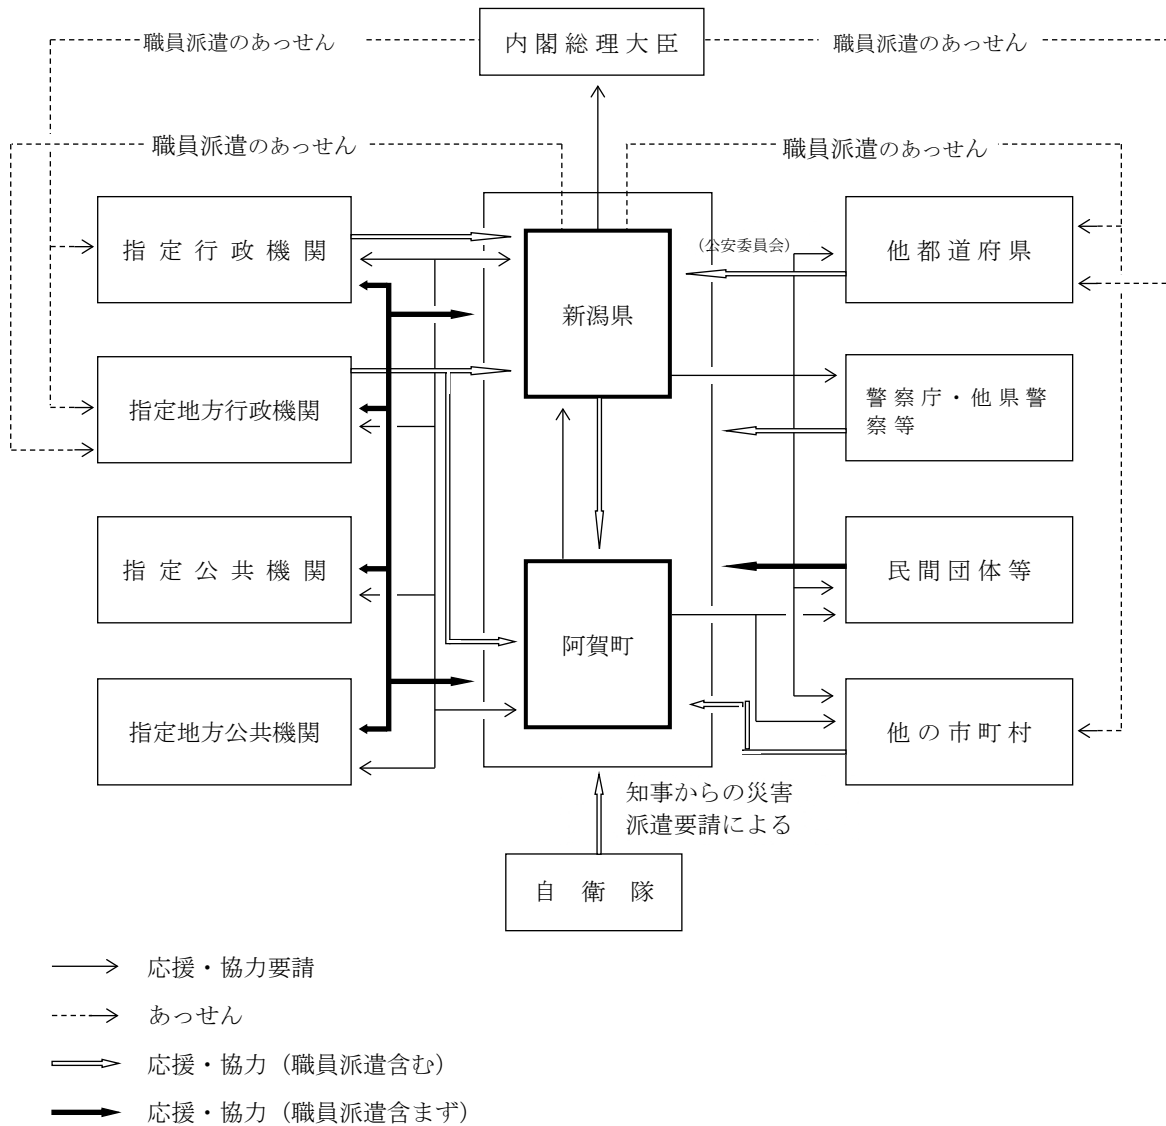 内閣総理大臣
職員派遣のあっせん
職員派遣のあっせん
職員派遣のあっせん
職員派遣のあっせん
指定行政機関
(公安委員会)
他都道府県
新潟県
指定地方行政機関
警察庁・他県警
察等
指定公共機関
民間団体等
阿賀町
指定地方公共機関
他の市町村
知事からの災害
派遣要請による
自衛隊
応援・協力要請
あっせん
応援・協力（職員派遣含む）
応援・協力（職員派遣含まず）